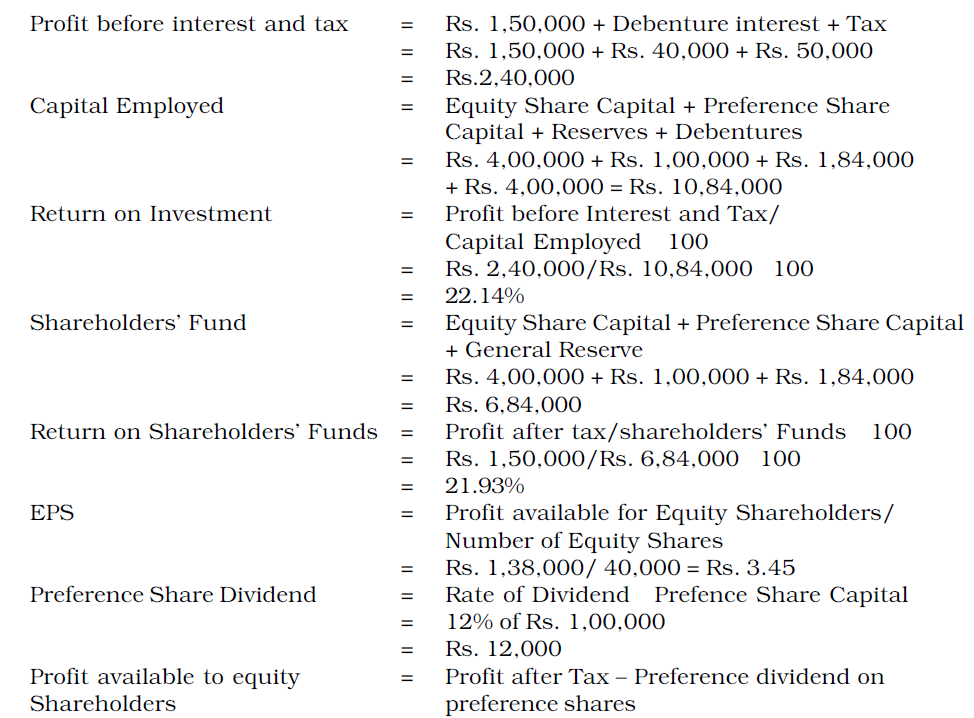 Profit before interest and tax = Rs. 1,50,000 + Debenture interest + Tax
= Rs. 1,50,000 + Rs. 40,000 + Rs. 50,000
= Rs.2,40,000
Capital Employed = Equity Share Capital + Preference Share
Capital + Reserves + Debentures
= Rs. 4,00,000 + Rs. 1,00,000 + Rs. 1,84,000
+ Rs. 4,00,000 = Rs. 10,84,000
Return on Investment = Profit before Interest and Tax/
Capital Employed 100
= Rs. 2,40,000/Rs. 10,84,000 100
= 22.14%
Shareholders’ Fund = Equity Share Capital + Preference Share Capital
+ General Reserve
= Rs. 4,00,000 + Rs. 1,00,000 + Rs. 1,84,000
= Rs. 6,84,000
Return on Shareholders’ Funds = Profit after tax/shareholders’ Funds 100
= Rs. 1,50,000/Rs. 6,84,000 100
= 21.93%
EPS = Profit available for Equity Shareholders/
Number of Equity Shares
= Rs. 1,38,000/ 40,000 = Rs. 3.45
Preference Share Dividend = Rate of Dividend Prefence Share Capital
= 12% of Rs. 1,00,000
= Rs. 12,000
Profit available to equity = Profit after Tax – Preference dividend on
Shareholders preference shares